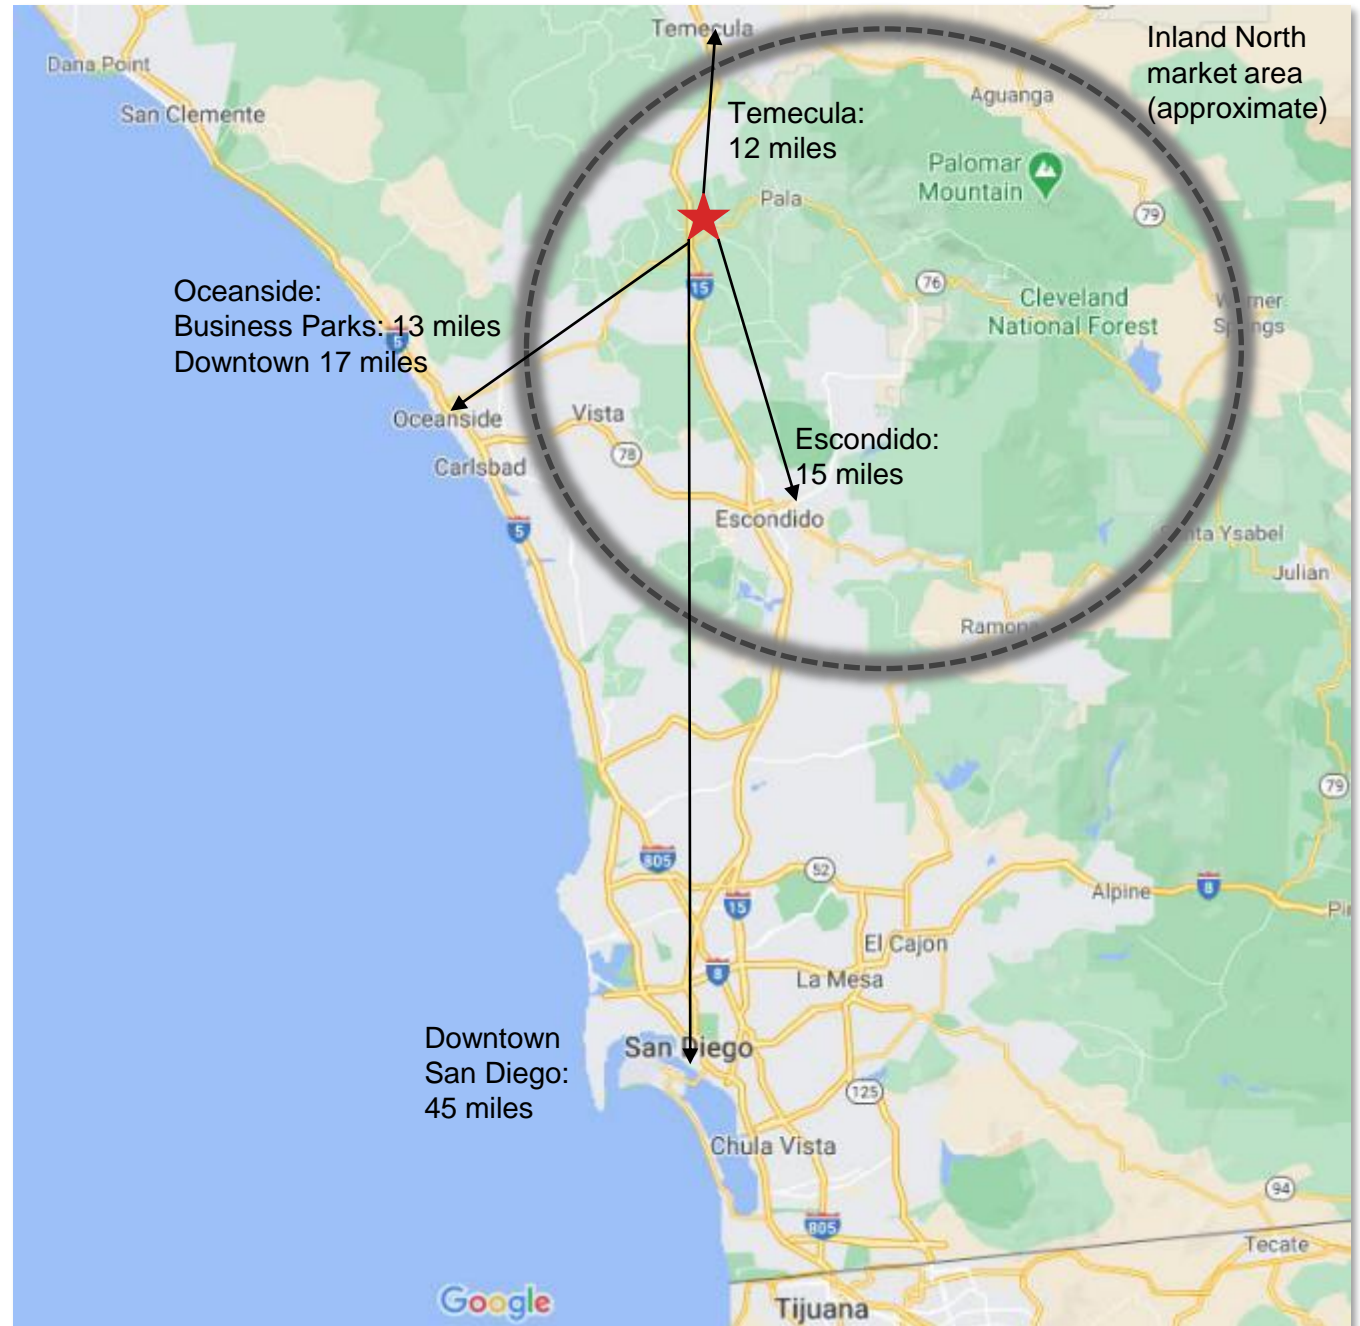 Temecula
Inland North
market area
(approximate)
Dana Point
San Clemente
Aguanga
Temecula:
12 miles
Palomar
Mountain
Pala
79
76
15
Oceanside:
Business Parks: 13 miles
Downtown 17 miles
5
Cleveland
National Forest
Springs
Oceanside
Vista
Carlsbad
78
Escondido:
15 miles
Escondido
5
Ysabel
Julian
Ramona
79
805
52
15
Alpine
8
El Cajon
La Mesa
8
Downtown
San Diego:
45 miles
San Diego
125
Chula Vista
94
805
Tecate
Tijuana
Google